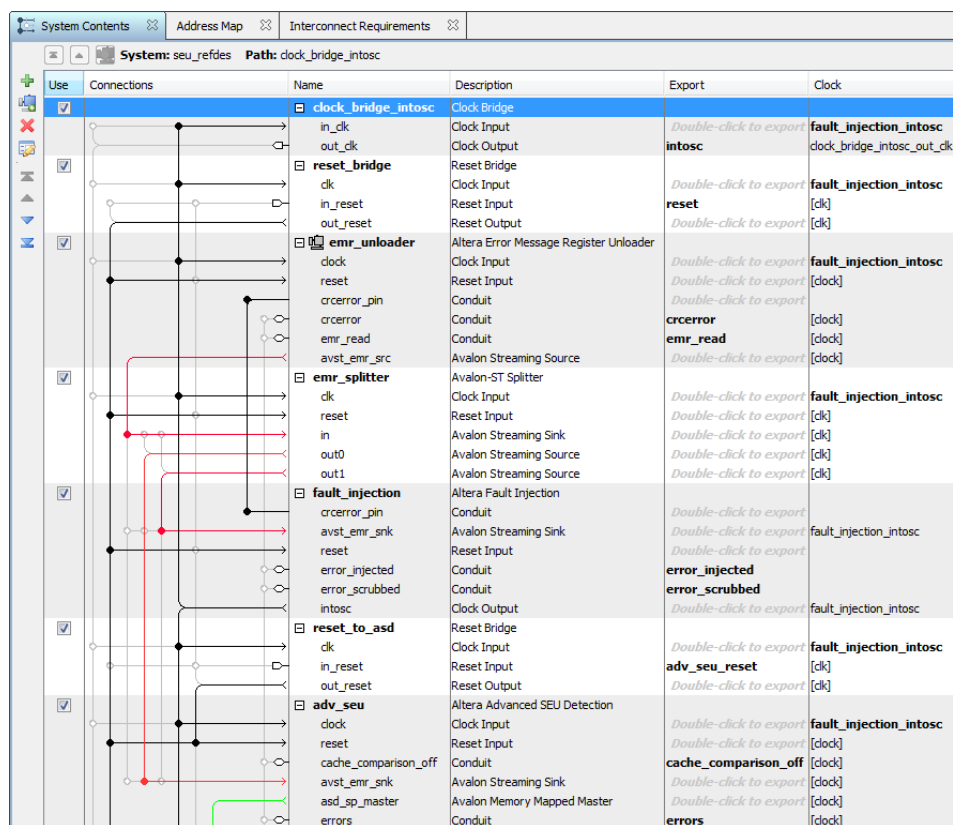 System Contents Address Map Interconnect Requirements
System: seu_refdes Path: clock_bridge_intosc
Use Connections Name Description Export Clock
clock_bridge_intosc Clock Bridge
in_clk Clock Input Double-click to export fault_injection_intosc
out_clk Clock Output intosc clock_bridge_intosc_out_clk
reset_bridge Reset Bridge
clk Clock Input Double-click to export fault_injection_intosc
in_reset Reset Input reset [clk]
out_reset Reset Output Double-click to export [clk]
emr_unloader Altera Error Message Register Unloader
clock Clock Input Double-click to export fault_injection_intosc
reset Reset Input Double-click to export [clock]
crcerror_pin Conduit Double-click to export
crcerror Conduit crcerror [clock]
emr_read Conduit emr_read [clock]
avst_emr_src Avalon Streaming Source Double-click to export [clock]
emr_splitter Avalon-ST Splitter
clk Clock Input Double-click to export fault_injection_intosc
reset Reset Input Double-click to export [clk]
in Avalon Streaming Sink Double-click to export [clk]
out0 Avalon Streaming Source Double-click to export [clk]
out1 Avalon Streaming Source Double-click to export [clk]
fault_injection Altera Fault Injection
crcerror_pin Conduit Double-click to export
avst_emr_snk Avalon Streaming Sink Double-click to export fault_injection_intosc
reset Reset Input Double-click to export
error_injected Conduit error_injected
error_scrubbed Conduit error_scrubbed
intosc Clock Output Double-click to export fault_injection_intosc
reset_to_asd Reset Bridge
clk Clock Input Double-click to export fault_injection_intosc
in_reset Reset Input adv_seu_reset [clk]
out_reset Reset Output Double-click to export [clk]
adv_seu Altera Advanced SEU Detection
clock Clock Input Double-click to export fault_injection_intosc
reset Reset Input Double-click to export [clock]
cache_comparison_off Conduit cache_comparison_off [clock]
avst_emr_snk Avalon Streaming Sink Double-click to export [clock]
asd_sp_master Avalon Memory Mapped Master Double-click to export [clock]
errors Conduit errors [clock]